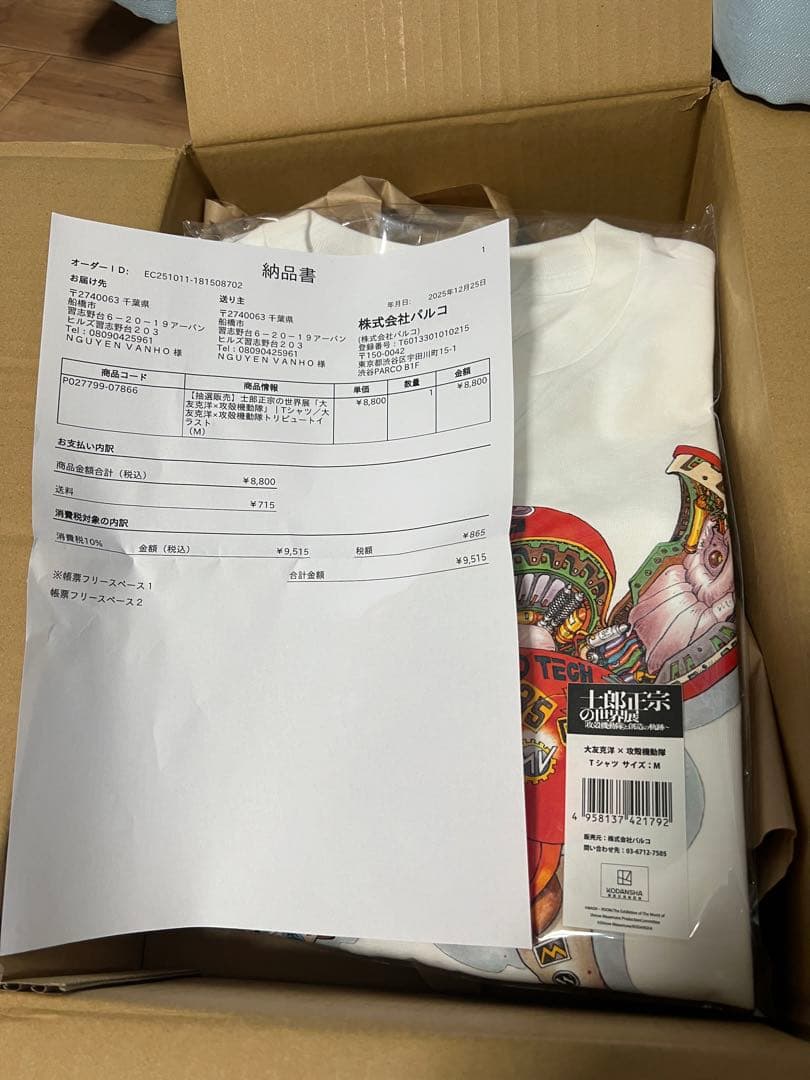 1
納品書
オーダーID: EC251011-181508702
お届け先
〒2740063 千葉県
船橋市
習志野台6-20-19アーバン
ヒルズ習志野台203
Tel:08090425961
NGUYEN VANHO 様
送り主
〒2740063 千葉県
船橋市
習志野台6-20-19アーバン
ヒルズ習志野台203
Tel:08090425961
NGUYEN VANHO 様
年月日: 2025年12月25日
株式会社パルコ
(株式会社パルコ)
登録番号:T6013301010215
〒150-0042
東京都渋谷区宇田川町15-1
渋谷PARCO B1F
商品コード 商品情報 単価 数量 金額
P027799-07866 【抽選販売】士郎正宗の世界展「大 ¥8,800 1 ¥8,800
友克洋×攻殻機動隊」|Tシャツ/大
友克洋×攻殻機動隊トリビュートイ
ラスト
(M)
お支払い内訳
商品金額合計(税込) ¥8,800
送料 ¥715
消費税対象の内訳
消費税10% 金額(税込) ¥9,515 税額 ¥865
合計金額 ¥9,515
※帳票フリースペース1
帳票フリースペース2
TECH
士郎正宗
の世界展
~攻殻機動隊と創造の軌跡~
大友克洋 × 攻殻機動隊
Tシャツ サイズ:M
4 958137 421792
販売元:株式会社パルコ
問い合わせ先:03-6712-7505
KODANSHA